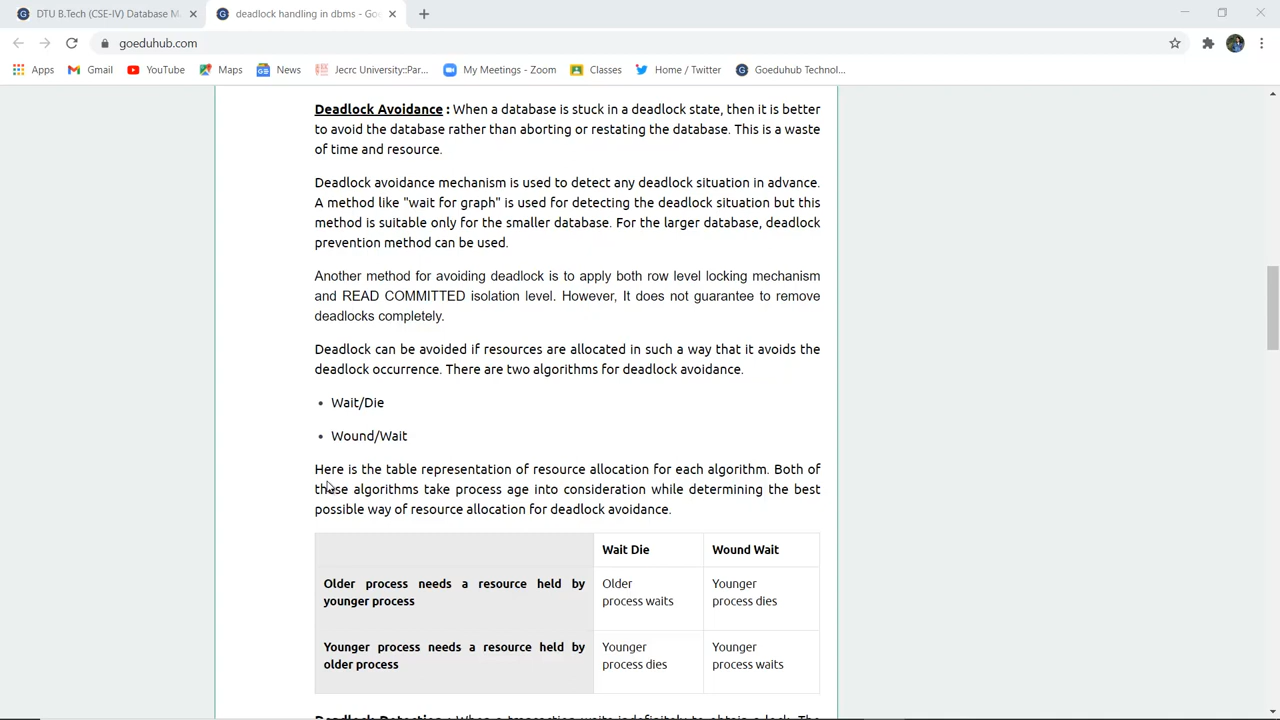 DTU B.Tech (CSE-IV) Database M
deadlock handling in dbms - Go
goeduhub.com
Apps
Gmail
YouTube
Maps
News
Jecrc University::Par...
My Meetings - Zoom
Classes
Home / Twitter
Goeduhub Technol...
Deadlock Avoidance : When a database is stuck in a deadlock state, then it is better
to avoid the database rather than aborting or restating the database. This is a waste
of time and resource.
Deadlock avoidance mechanism is used to detect any deadlock situation in advance.
A method like "wait for graph" is used for detecting the deadlock situation but this
method is suitable only for the smaller database. For the larger database, deadlock
prevention method can be used.
Another method for avoiding deadlock is to apply both row level locking mechanism
and READ COMMITTED isolation level. However, It does not guarantee to remove
deadlocks completely.
Deadlock can be avoided if resources are allocated in such a way that it avoids the
deadlock occurrence. There are two algorithms for deadlock avoidance.
• Wait/Die
• Wound/Wait
Here is the table representation of resource allocation for each algorithm. Both of
these algorithms take process age into consideration while determining the best
possible way of resource allocation for deadlock avoidance.
Wait Die
Wound Wait
Older process needs a resource held by
younger process
Older
process waits
Younger
process dies
Younger process needs a resource held by
older process
Younger
process dies
Younger
process waits
Deadlock Detection : When a transaction waits indefinitely to obtain a lock. The